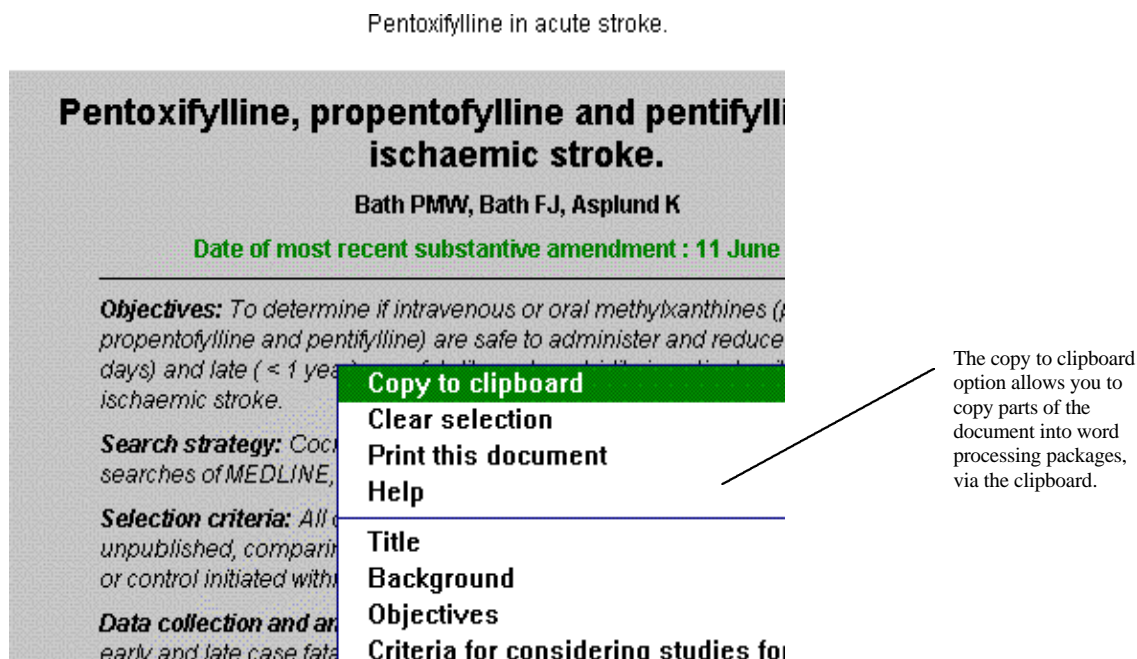 Pentoxifylline in acute stroke.
Pentoxifylline, propentofylline and pentifylli
ischaemic stroke.
Bath PMW, Bath FJ, Asplund K
Date of most recent substantive amendment : 11 June
Objectives: To determine if intravenous or oral methylxanthines (
propentofylline and pentifylline) are safe to administer and reduce
days) and late ( < 1 yea
ischaemic stroke.
Search strategy: Coc
searches of MEDLINE,
Selection criteria: All
unpublished, comparin
or control initiated withi
Data collection and an
early and late case fata
Copy to clipboard
Clear selection
Print this document
Help
Title
Background
Objectives
Criteria for considering studies for
The copy to clipboard
option allows you to
copy parts of the
document into word
processing packages,
via the clipboard.